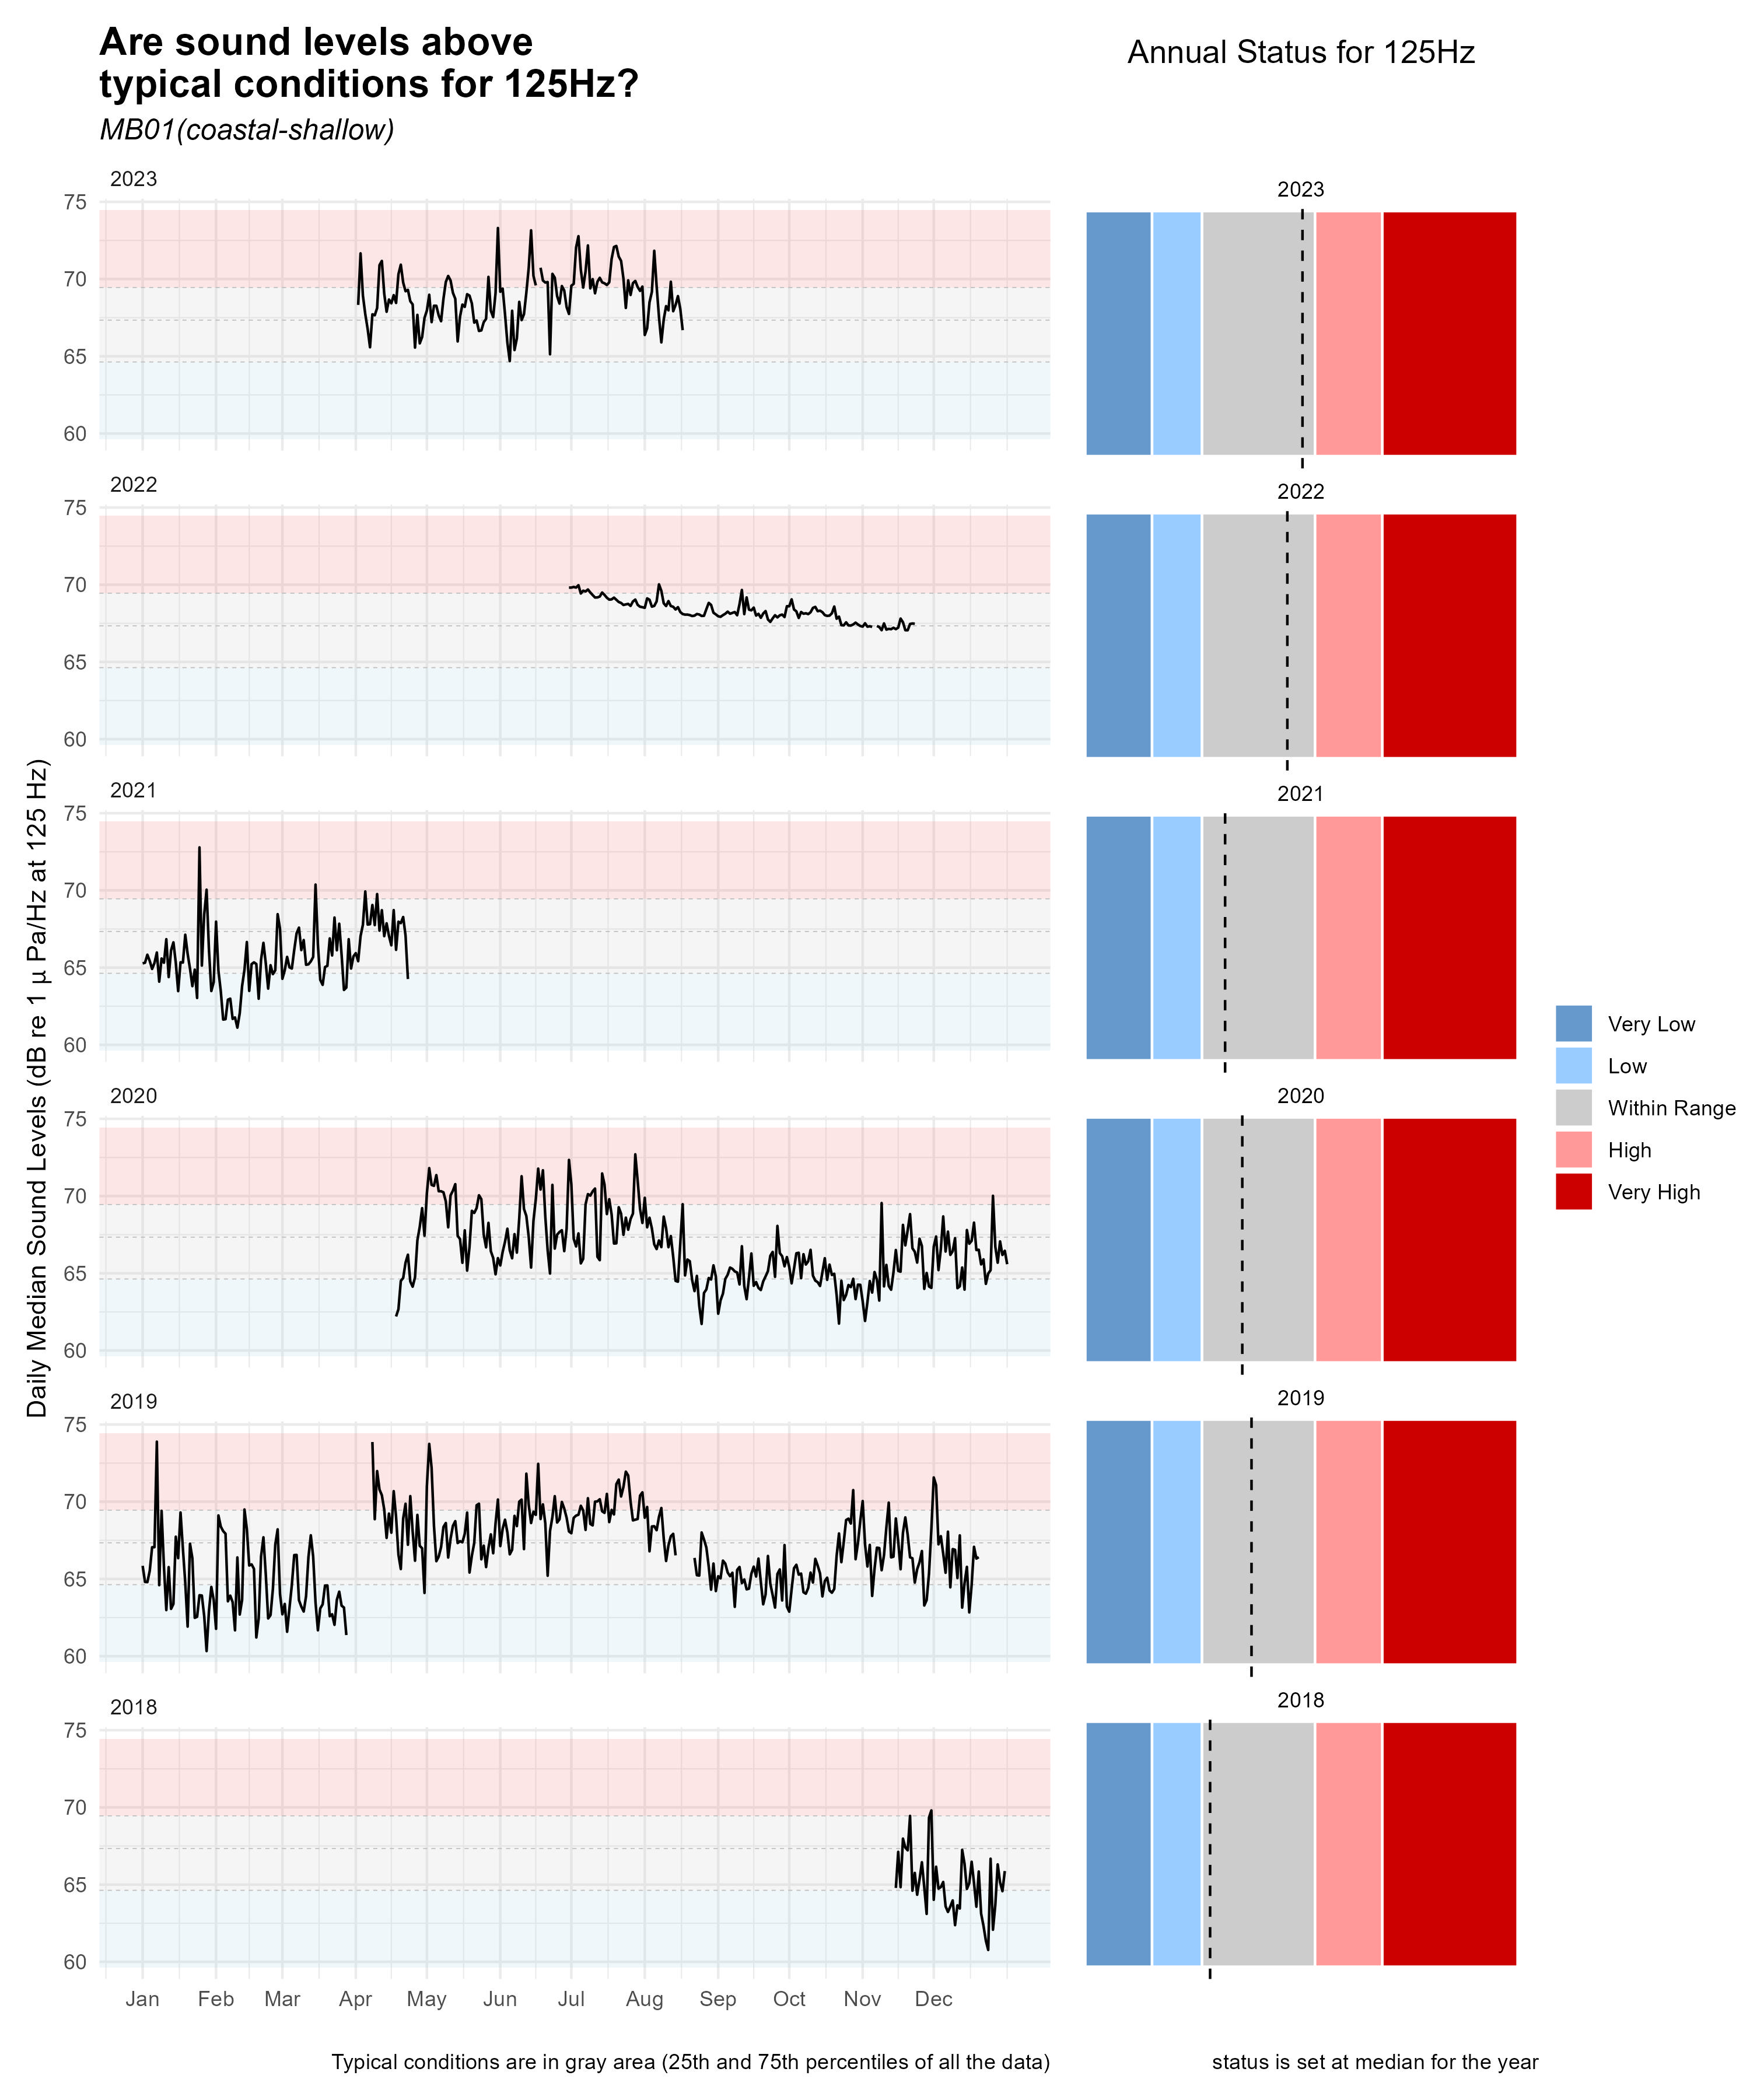 Are sound levels above
typical conditions for 125Hz?
MB01(coastal-shallow)
Annual Status for 125Hz
Daily Median Sound Levels (dB re 1 μ Pa/Hz at 125 Hz)
2023
75
70
65
60
2022
75
70
65
60
2021
75
70
65
60
2020
75
70
65
60
2019
75
70
65
60
2018
75
70
65
60
Jan Feb Mar Apr May Jun Jul Aug Sep Oct Nov Dec
Typical conditions are in gray area (25th and 75th percentiles of all the data)
2023
2022
2021
2020
2019
2018
Very Low
Low
Within Range
High
Very High
status is set at median for the year